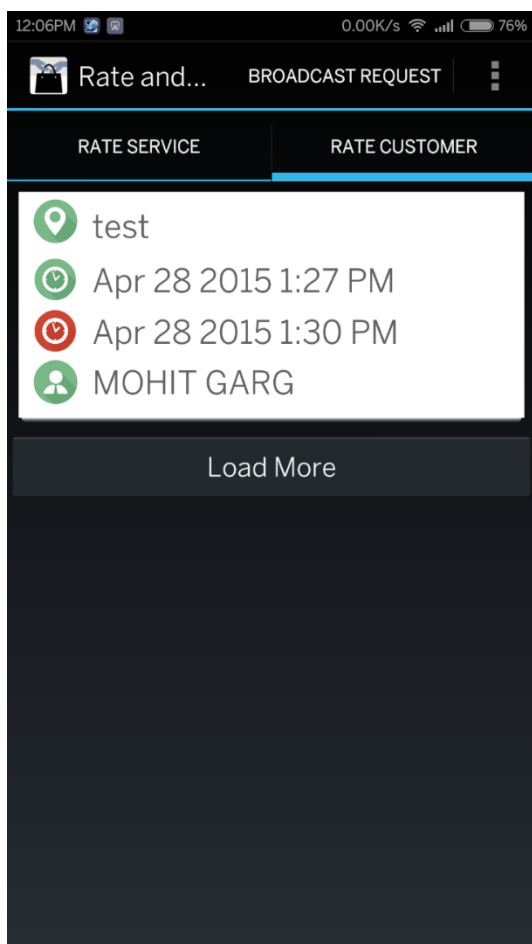 12:06PM 0.00K/s 76%
Rate and... BROADCAST REQUEST
RATE SERVICE RATE CUSTOMER
test
Apr 28 2015 1:27 PM
Apr 28 2015 1:30 PM
MOHIT GARG
Load More